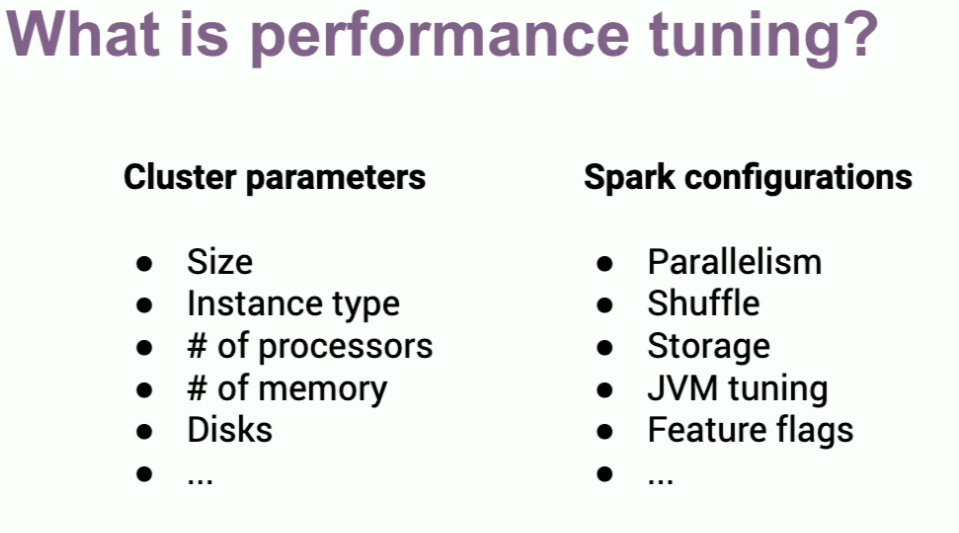 What is performance tuning?
Cluster parameters
● Size
● Instance type
● # of processors
● # of memory
● Disks
● ...
Spark configurations
● Parallelism
● Shuffle
● Storage
● JVM tuning
● Feature flags
● ...